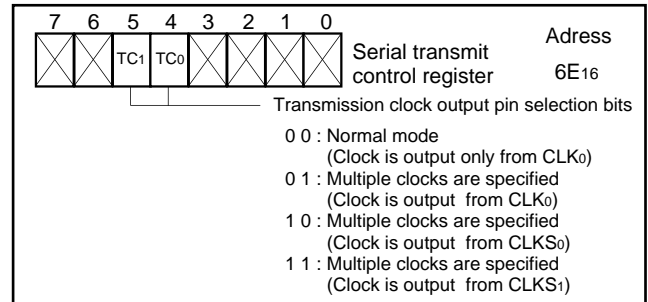 7 6 5 4 3 2 1 0
TC1 TC0
Serial transmit
control register
Adress
6E16
Transmission clock output pin selection bits
0 0 : Normal mode
(Clock is output only from CLK0)
0 1 : Multiple clocks are specified
(Clock is output from CLK0)
1 0 : Multiple clocks are specified
(Clock is output from CLKS0)
1 1 : Multiple clocks are specified
(Clock is output from CLKS1)